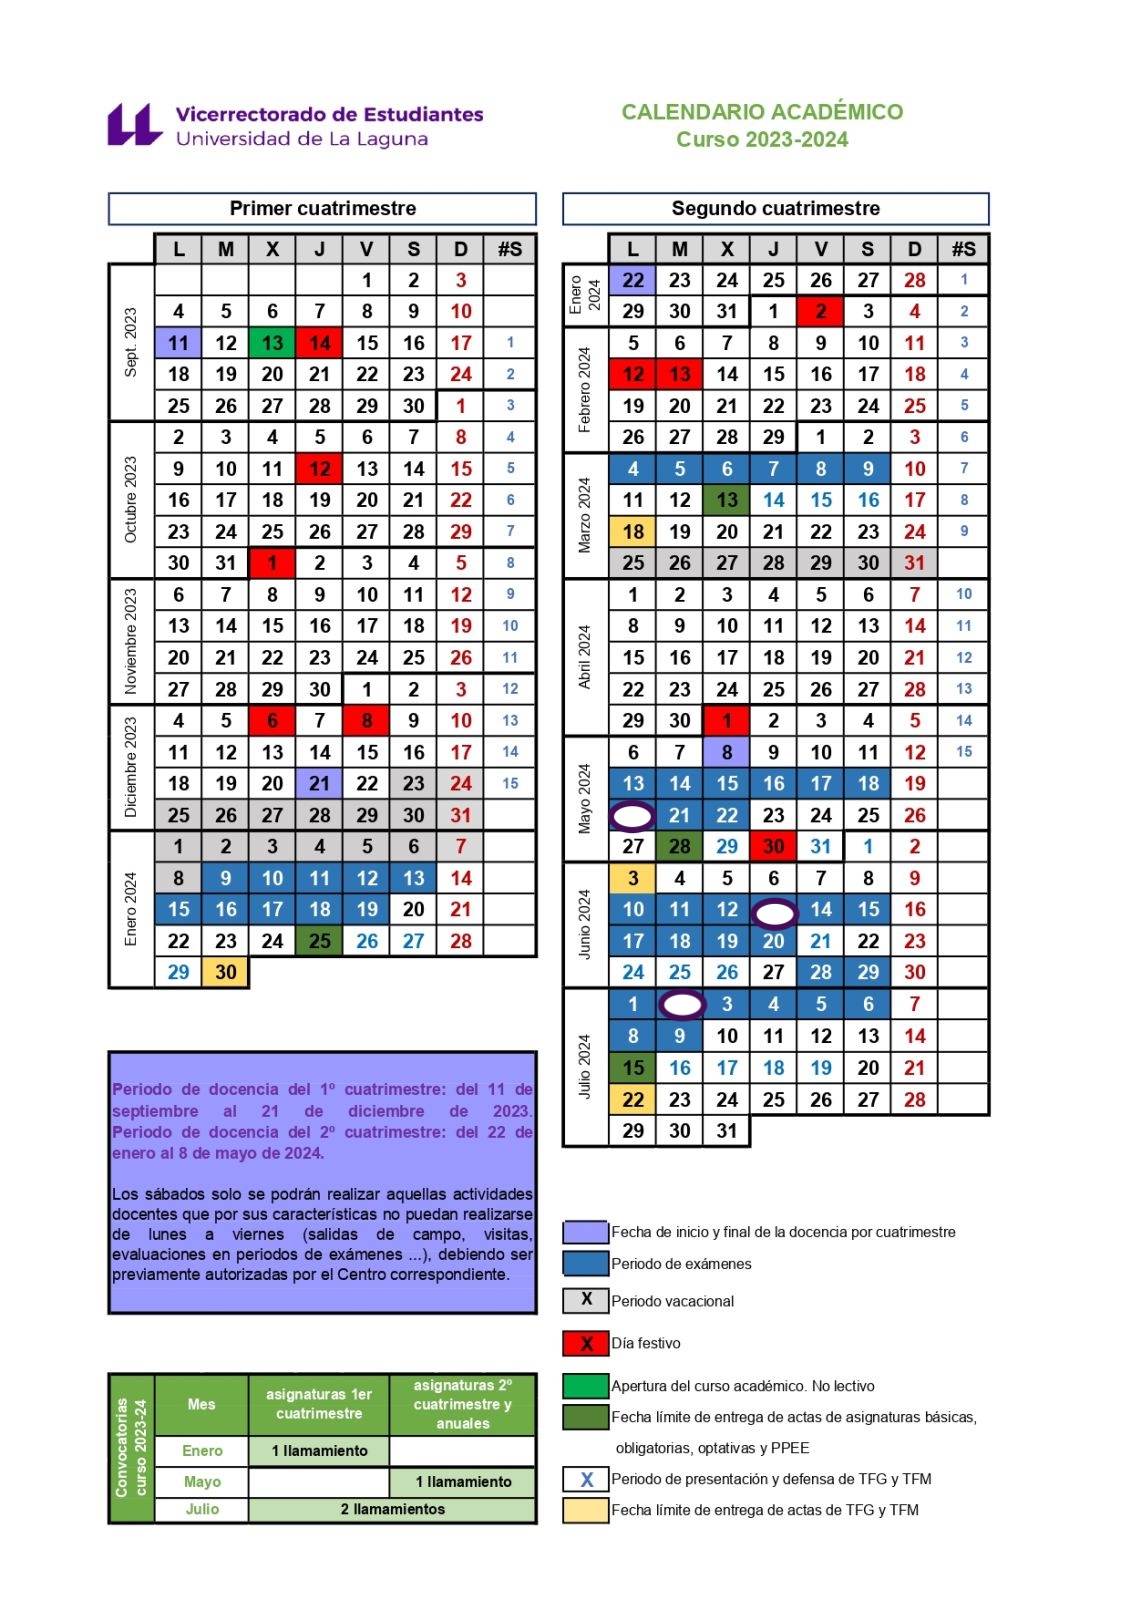 Vicerrectorado de Estudiantes
Universidad de La Laguna
CALENDARIO ACADÉMICO
Curso 2023-2024
Primer cuatrimestre
L M X J V S D #S
Sept. 2023
1 2 3
4 5 6 7 8 9 10
11 12 13 14 15 16 17 1
18 19 20 21 22 23 24 2
25 26 27 28 29 30 1 3
Octubre 2023
2 3 4 5 6 7 8 4
9 10 11 12 13 14 15 5
16 17 18 19 20 21 22 6
23 24 25 26 27 28 29 7
30 31 1 2 3 4 5 8
Noviembre 2023
6 7 8 9 10 11 12 9
13 14 15 16 17 18 19 10
20 21 22 23 24 25 26 11
27 28 29 30 1 2 3 12
Diciembre 2023
4 5 6 7 8 9 10 13
11 12 13 14 15 16 17 14
18 19 20 21 22 23 24 15
25 26 27 28 29 30 31
Enero 2024
1 2 3 4 5 6 7
8 9 10 11 12 13 14
15 16 17 18 19 20 21
22 23 24 25 26 27 28
29 30
Segundo cuatrimestre
L M X J V S D #S
Enero
2024
22 23 24 25 26 27 28 1
29 30 31 1 2 3 4 2
Febrero 2024
5 6 7 8 9 10 11 3
12 13 14 15 16 17 18 4
19 20 21 22 23 24 25 5
26 27 28 29 1 2 3 6
Marzo 2024
4 5 6 7 8 9 10 7
11 12 13 14 15 16 17 8
18 19 20 21 22 23 24 9
25 26 27 28 29 30 31
Abril 2024
1 2 3 4 5 6 7 10
8 9 10 11 12 13 14 11
15 16 17 18 19 20 21 12
22 23 24 25 26 27 28 13
29 30 1 2 3 4 5 14
Mayo 2024
6 7 8 9 10 11 12 15
13 14 15 16 17 18 19
21 22 23 24 25 26
27 28 29 30 31 1 2
Junio 2024
3 4 5 6 7 8 9
10 11 12 14 15 16
17 18 19 20 21 22 23
24 25 26 27 28 29 30
Julio 2024
1 3 4 5 6 7
8 9 10 11 12 13 14
15 16 17 18 19 20 21
22 23 24 25 26 27 28
29 30 31
Periodo de docencia del 1º cuatrimestre: del 11 de
septiembre al 21 de diciembre de 2023.
Periodo de docencia del 2º cuatrimestre: del 22 de
enero al 8 de mayo de 2024.
Los sábados solo se podrán realizar aquellas actividades
docentes que por sus características no puedan realizarse
de lunes a viernes (salidas de campo, visitas,
evaluaciones en periodos de exámenes ...), debiendo ser
previamente autorizadas por el Centro correspondiente.
Fecha de inicio y final de la docencia por cuatrimestre
Periodo de exámenes
X Periodo vacacional
X Día festivo
Apertura del curso académico. No lectivo
Fecha límite de entrega de actas de asignaturas básicas,
obligatorias, optativas y PPEE
X Periodo de presentación y defensa de TFG y TFM
Fecha límite de entrega de actas de TFG y TFM
Convocatorias
curso 2023-24
Mes
asignaturas 1er
cuatrimestre
asignaturas 2º
cuatrimestre y
anuales
Enero 1 llamamiento
Mayo 1 llamamiento
Julio 2 llamamientos